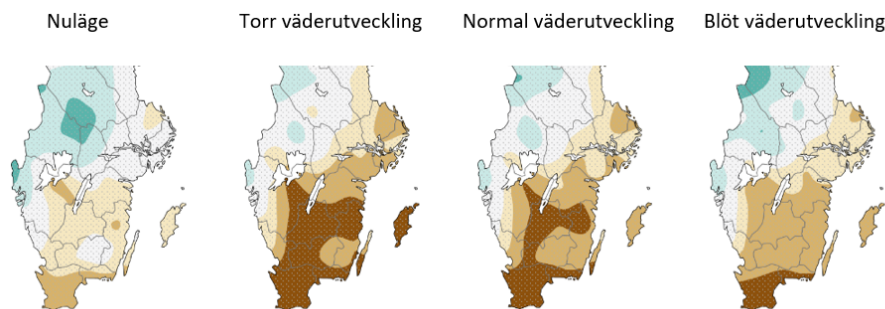 Nuläge
Torr väderutveckling
Normal väderutveckling
Blöt väderutveckling